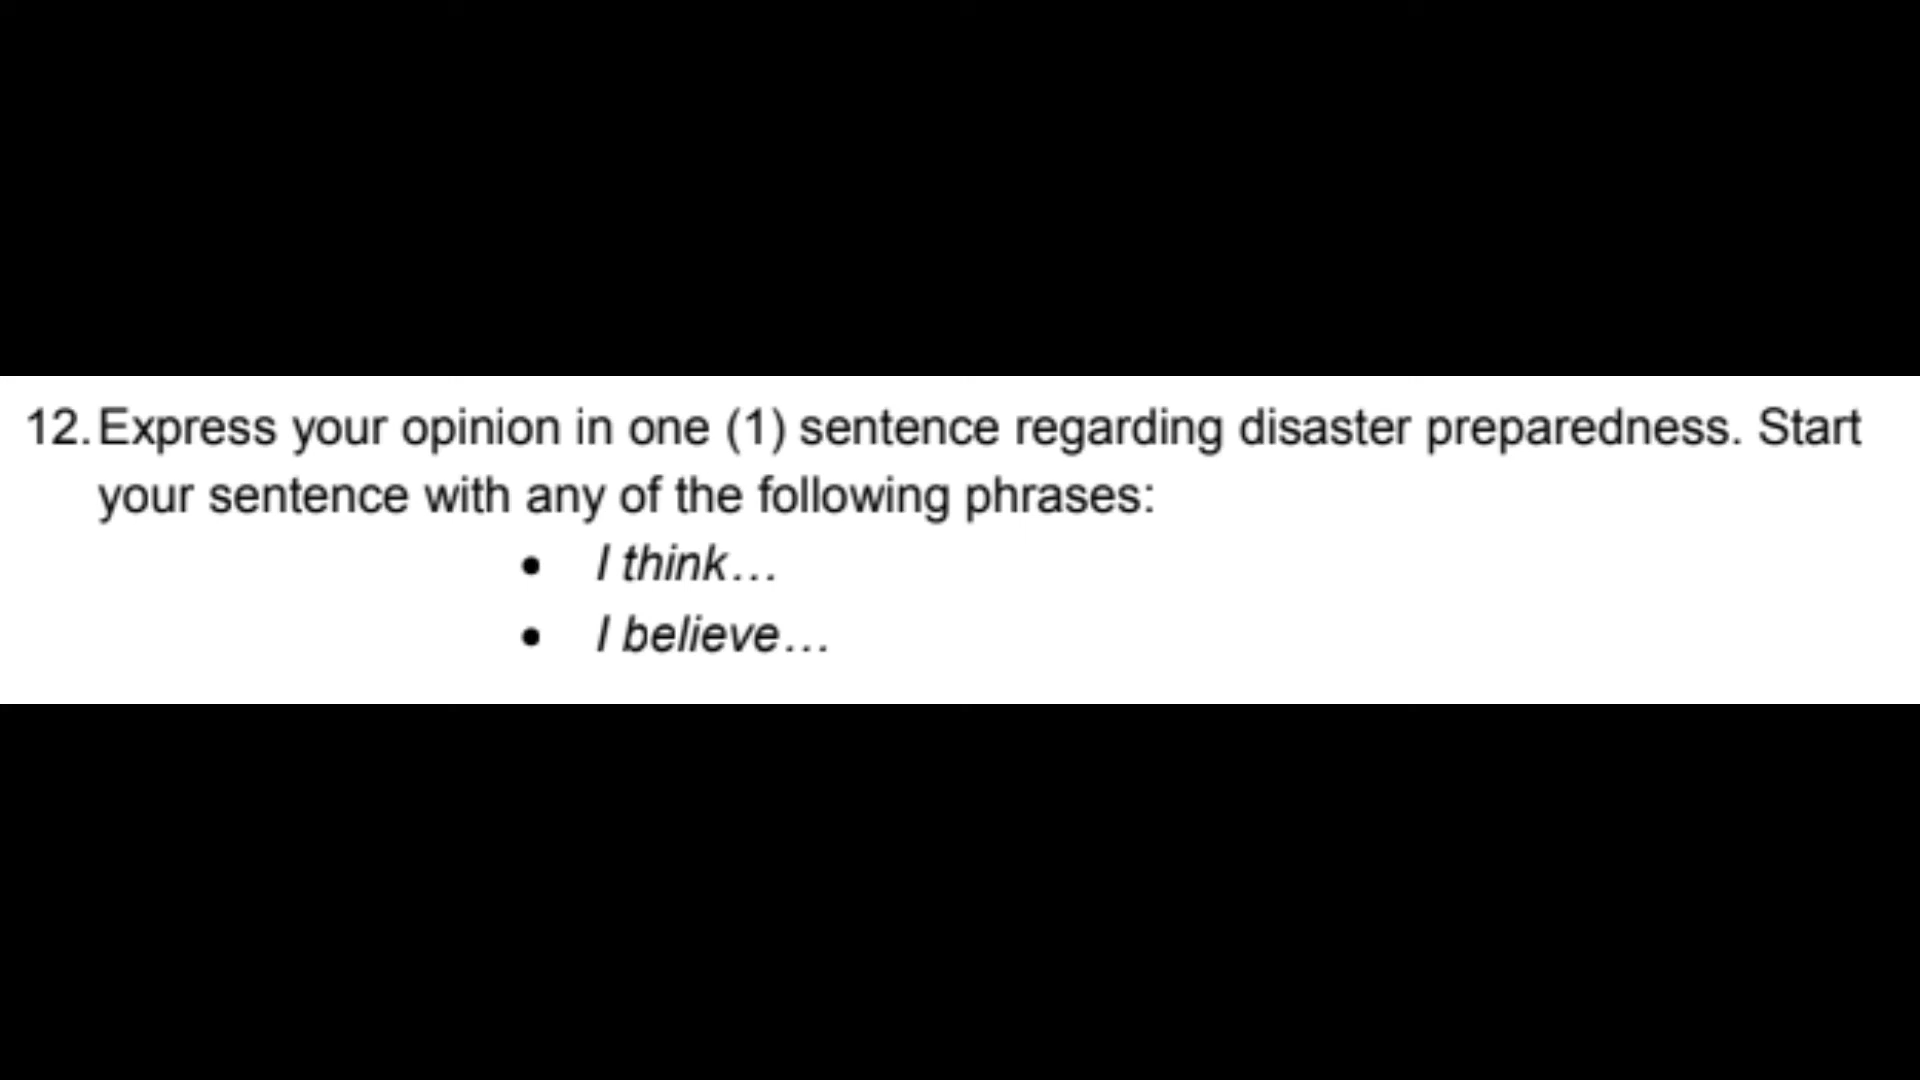 12. Express your opinion in one (1) sentence regarding disaster preparedness. Start
your sentence with any of the following phrases:
• I think…
• I believe…